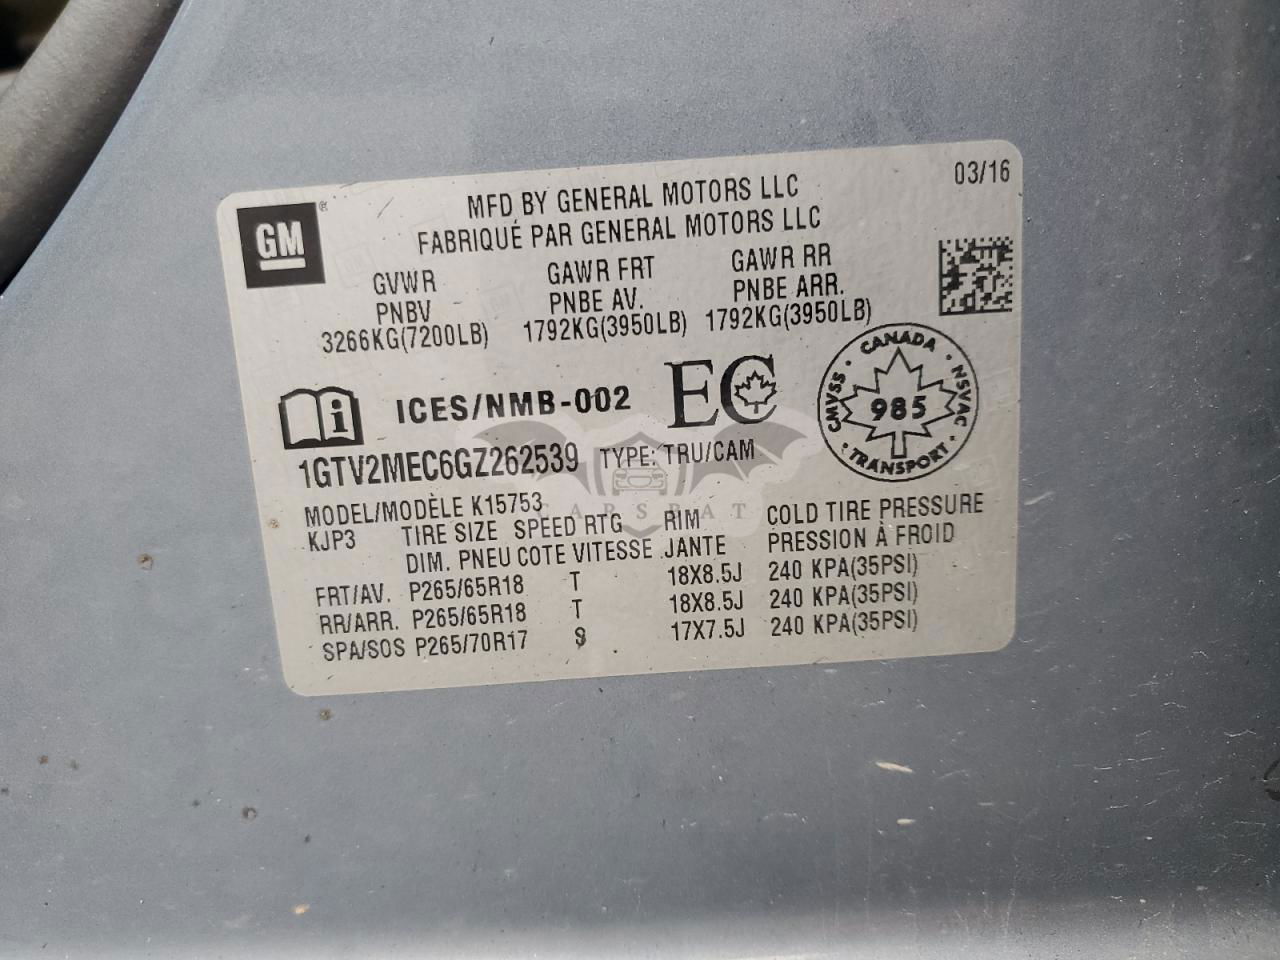 GM ®
MFD BY GENERAL MOTORS LLC
03/16
FABRIQUÉ PAR GENERAL MOTORS LLC
GVWR GAWR FRT GAWR RR
PNBV PNBE AV. PNBE ARR.
3266KG(7200LB) 1792KG(3950LB) 1792KG(3950LB)
i ICES/NMB-002 EC
CANADA · NSVAC · TRANSPORT · CMVSS ·
985
1GTV2MEC6GZ262539 TYPE: TRU/CAM
CARSBAT
MODEL/MODÈLE K15753
KJP3 TIRE SIZE SPEED RTG RIM COLD TIRE PRESSURE
DIM. PNEU COTE VITESSE JANTE PRESSION À FROID
FRT/AV. P265/65R18 T 18X8.5J 240 KPA(35PSI)
RR/ARR. P265/65R18 T 18X8.5J 240 KPA(35PSI)
SPA/SOS P265/70R17 S 17X7.5J 240 KPA(35PSI)